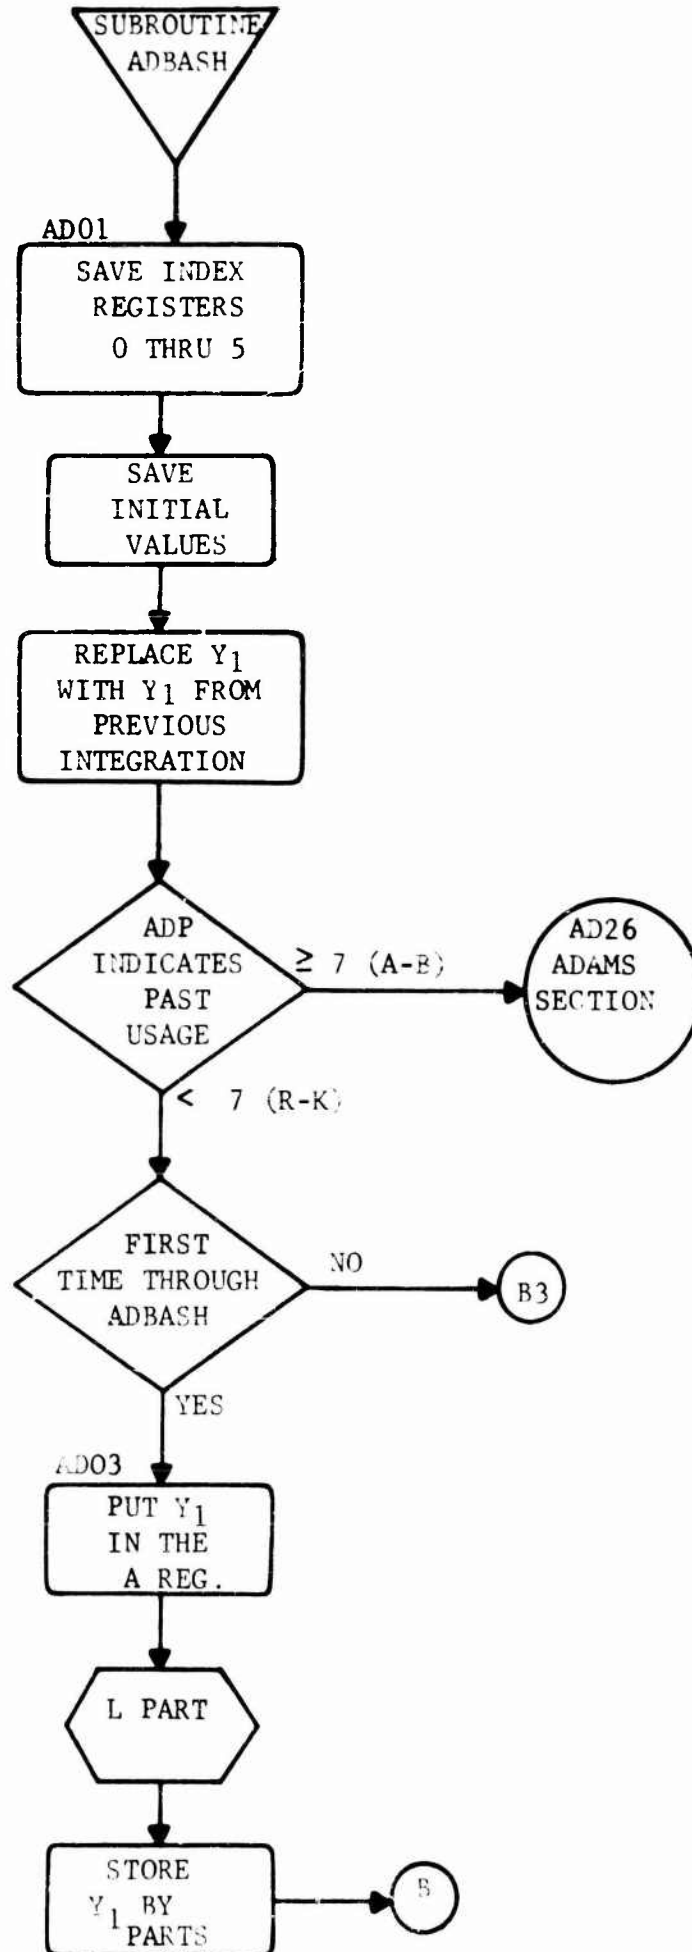 SUBROUTINE
ADBASH
AD01
SAVE INDEX
REGISTERS
0 THRU 5
SAVE
INITIAL
VALUES
REPLACE Y1
WITH Y1 FROM
PREVIOUS
INTEGRATION
ADP
INDICATES
PAST
USAGE
≥ 7 (A-B)
AD26
ADAMS
SECTION
< 7 (R-K)
FIRST
TIME THROUGH
ADBASH
NO
B3
YES
AD03
PUT Y1
IN THE
A REG.
L PART
STORE
Y1 BY
PARTS
B